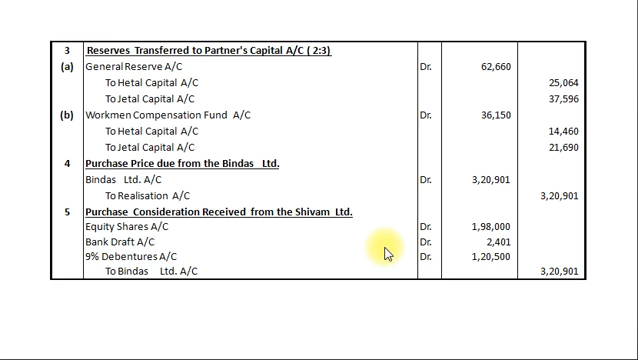 3 Reserves Transferred to Partner's Capital A/C ( 2:3)
(a) General Reserve A/C Dr. 62,660
To Hetal Capital A/C 25,064
To Jetal Capital A/C 37,596
(b) Workmen Compensation Fund A/C Dr. 36,150
To Hetal Capital A/C 14,460
To Jetal Capital A/C 21,690
4 Purchase Price due from the Bindas Ltd.
Bindas Ltd. A/C Dr. 3,20,901
To Realisation A/C 3,20,901
5 Purchase Consideration Received from the Shivam Ltd.
Equity Shares A/C Dr. 1,98,000
Bank Draft A/C Dr. 2,401
9% Debentures A/C Dr. 1,20,500
To Bindas Ltd. A/C 3,20,901